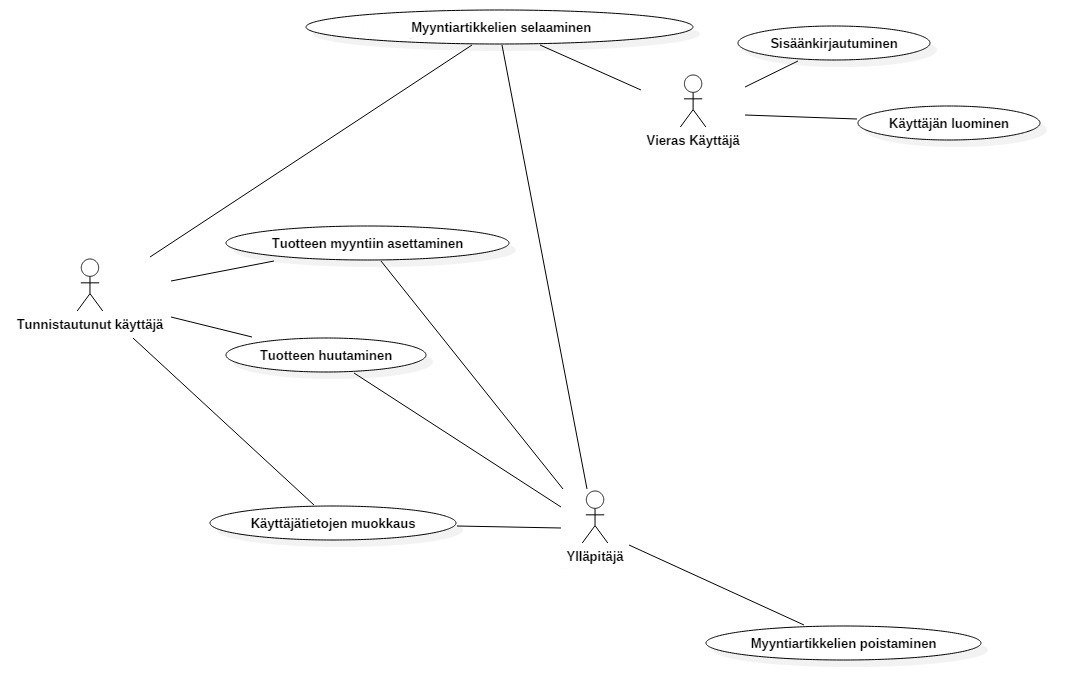 Myyntiartikkelien selaaminen
Sisäänkirjautuminen
Käyttäjän luominen
Vieras Käyttäjä
Tuotteen myyntiin asettaminen
Tunnistautunut käyttäjä
Tuotteen huutaminen
Käyttäjätietojen muokkaus
Ylläpitäjä
Myyntiartikkelien poistaminen